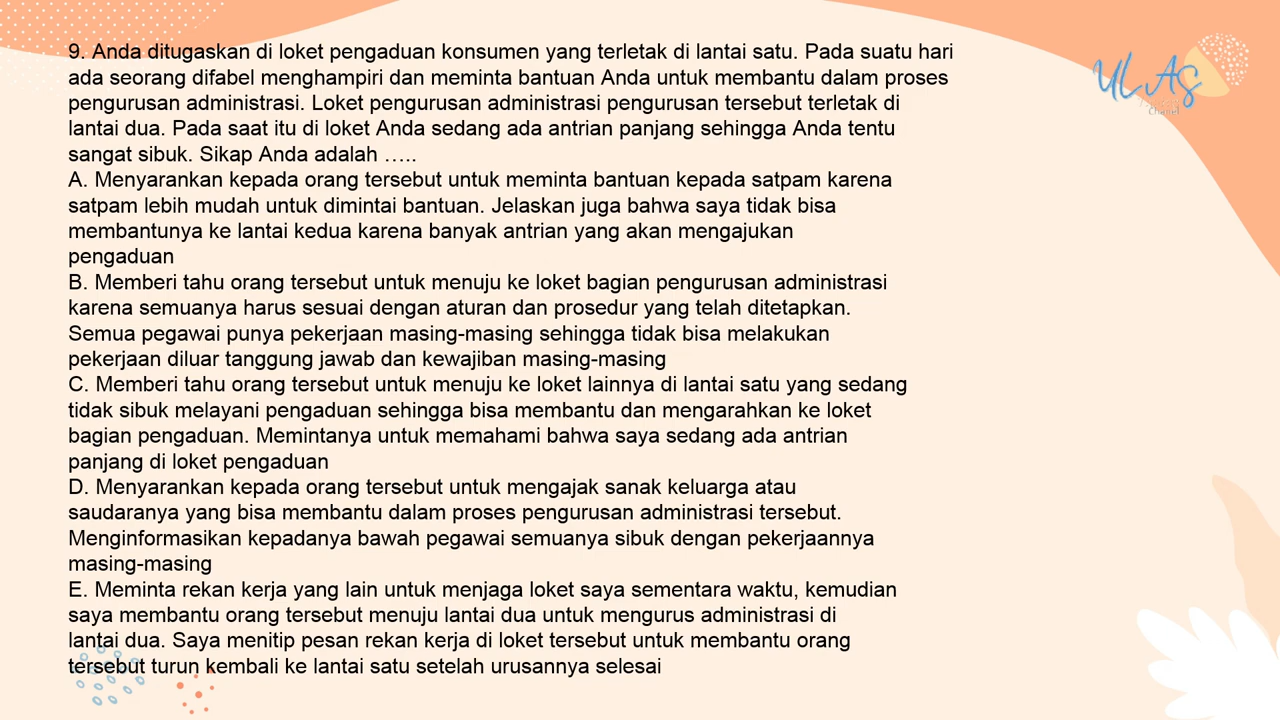 9. Anda ditugaskan di loket pengaduan konsumen yang terletak di lantai satu. Pada suatu hari
ada seorang difabel menghampiri dan meminta bantuan Anda untuk membantu dalam proses
pengurusan administrasi. Loket pengurusan administrasi pengurusan tersebut terletak di
lantai dua. Pada saat itu di loket Anda sedang ada antrian panjang sehingga Anda tentu
sangat sibuk. Sikap Anda adalah …..
A. Menyarankan kepada orang tersebut untuk meminta bantuan kepada satpam karena
satpam lebih mudah untuk dimintai bantuan. Jelaskan juga bahwa saya tidak bisa
membantunya ke lantai kedua karena banyak antrian yang akan mengajukan
pengaduan
B. Memberi tahu orang tersebut untuk menuju ke loket bagian pengurusan administrasi
karena semuanya harus sesuai dengan aturan dan prosedur yang telah ditetapkan.
Semua pegawai punya pekerjaan masing-masing sehingga tidak bisa melakukan
pekerjaan diluar tanggung jawab dan kewajiban masing-masing
C. Memberi tahu orang tersebut untuk menuju ke loket lainnya di lantai satu yang sedang
tidak sibuk melayani pengaduan sehingga bisa membantu dan mengarahkan ke loket
bagian pengaduan. Memintanya untuk memahami bahwa saya sedang ada antrian
panjang di loket pengaduan
D. Menyarankan kepada orang tersebut untuk mengajak sanak keluarga atau
saudaranya yang bisa membantu dalam proses pengurusan administrasi tersebut.
Menginformasikan kepadanya bawah pegawai semuanya sibuk dengan pekerjaannya
masing-masing
E. Meminta rekan kerja yang lain untuk menjaga loket saya sementara waktu, kemudian
saya membantu orang tersebut menuju lantai dua untuk mengurus administrasi di
lantai dua. Saya menitip pesan rekan kerja di loket tersebut untuk membantu orang
tersebut turun kembali ke lantai satu setelah urusannya selesai
ULAS
Chanel